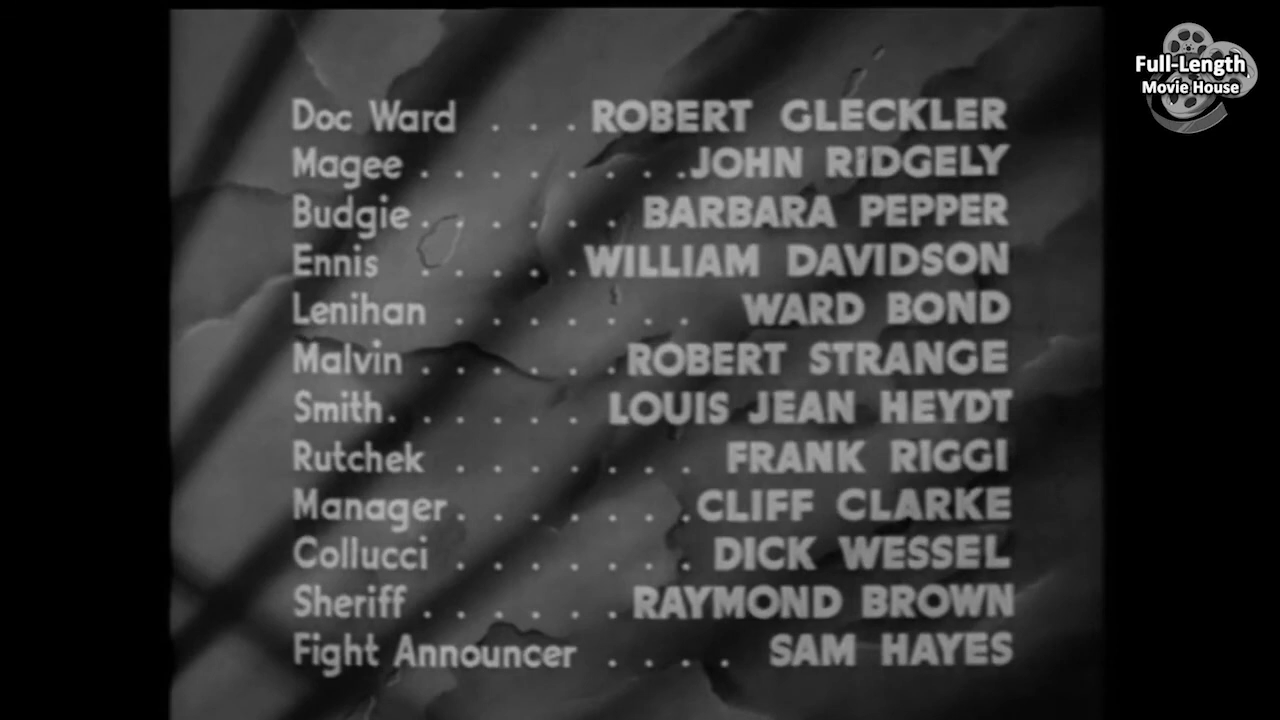 Full-Length
Movie House
Doc Ward . . . ROBERT GLECKLER
Magee . . . . . . . . JOHN RIDGELY
Budgie . . . . . . BARBARA PEPPER
Ennis . . . . . WILLIAM DAVIDSON
Lenihan . . . . . . . WARD BOND
Malvin . . . . . . ROBERT STRANGE
Smith . . . . . . LOUIS JEAN HEYDT
Rutchek . . . . . . . FRANK RIGGI
Manager . . . . . . . CLIFF CLARKE
Collucci . . . . . . . DICK WESSEL
Sheriff . . . . . . RAYMOND BROWN
Fight Announcer . . . . SAM HAYES